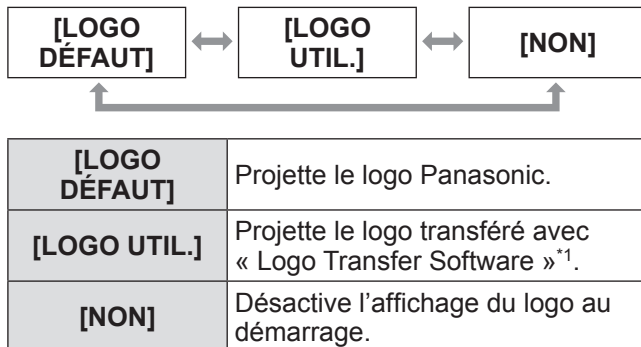 [LOGO
DÉFAUT]
[LOGO
UTIL.]
[NON]
[LOGO
DÉFAUT]
Projette le logo Panasonic.
[LOGO UTIL.]
Projette le logo transféré avec
« Logo Transfer Software »*1.
[NON]
Désactive l’affichage du logo au
démarrage.